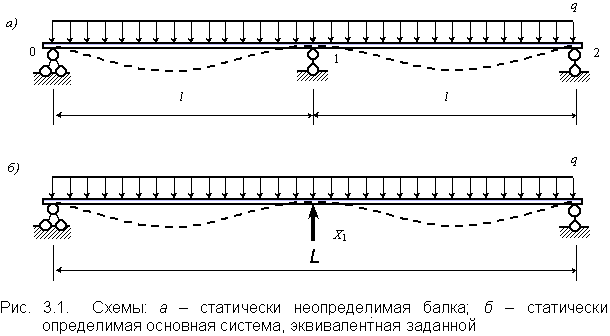 а)
q
0
1
2
l
l
б)
q
X₁
L
Рис. 3.1. Схемы: а – статически неопределимая балка; б – статически
определимая основная система, эквивалентная заданной